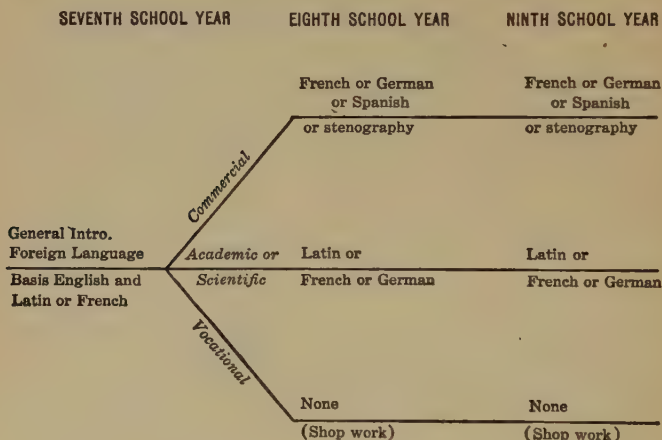 SEVENTH SCHOOL YEAR EIGHTH SCHOOL YEAR NINTH SCHOOL YEAR
French or German French or German
or Spanish or Spanish
or stenography or stenography
Commercial
General Intro.
Foreign Language Academic or Latin or Latin or
Basis English and Scientific French or German French or German
Latin or French
Vocational
None None
(Shop work) (Shop work)